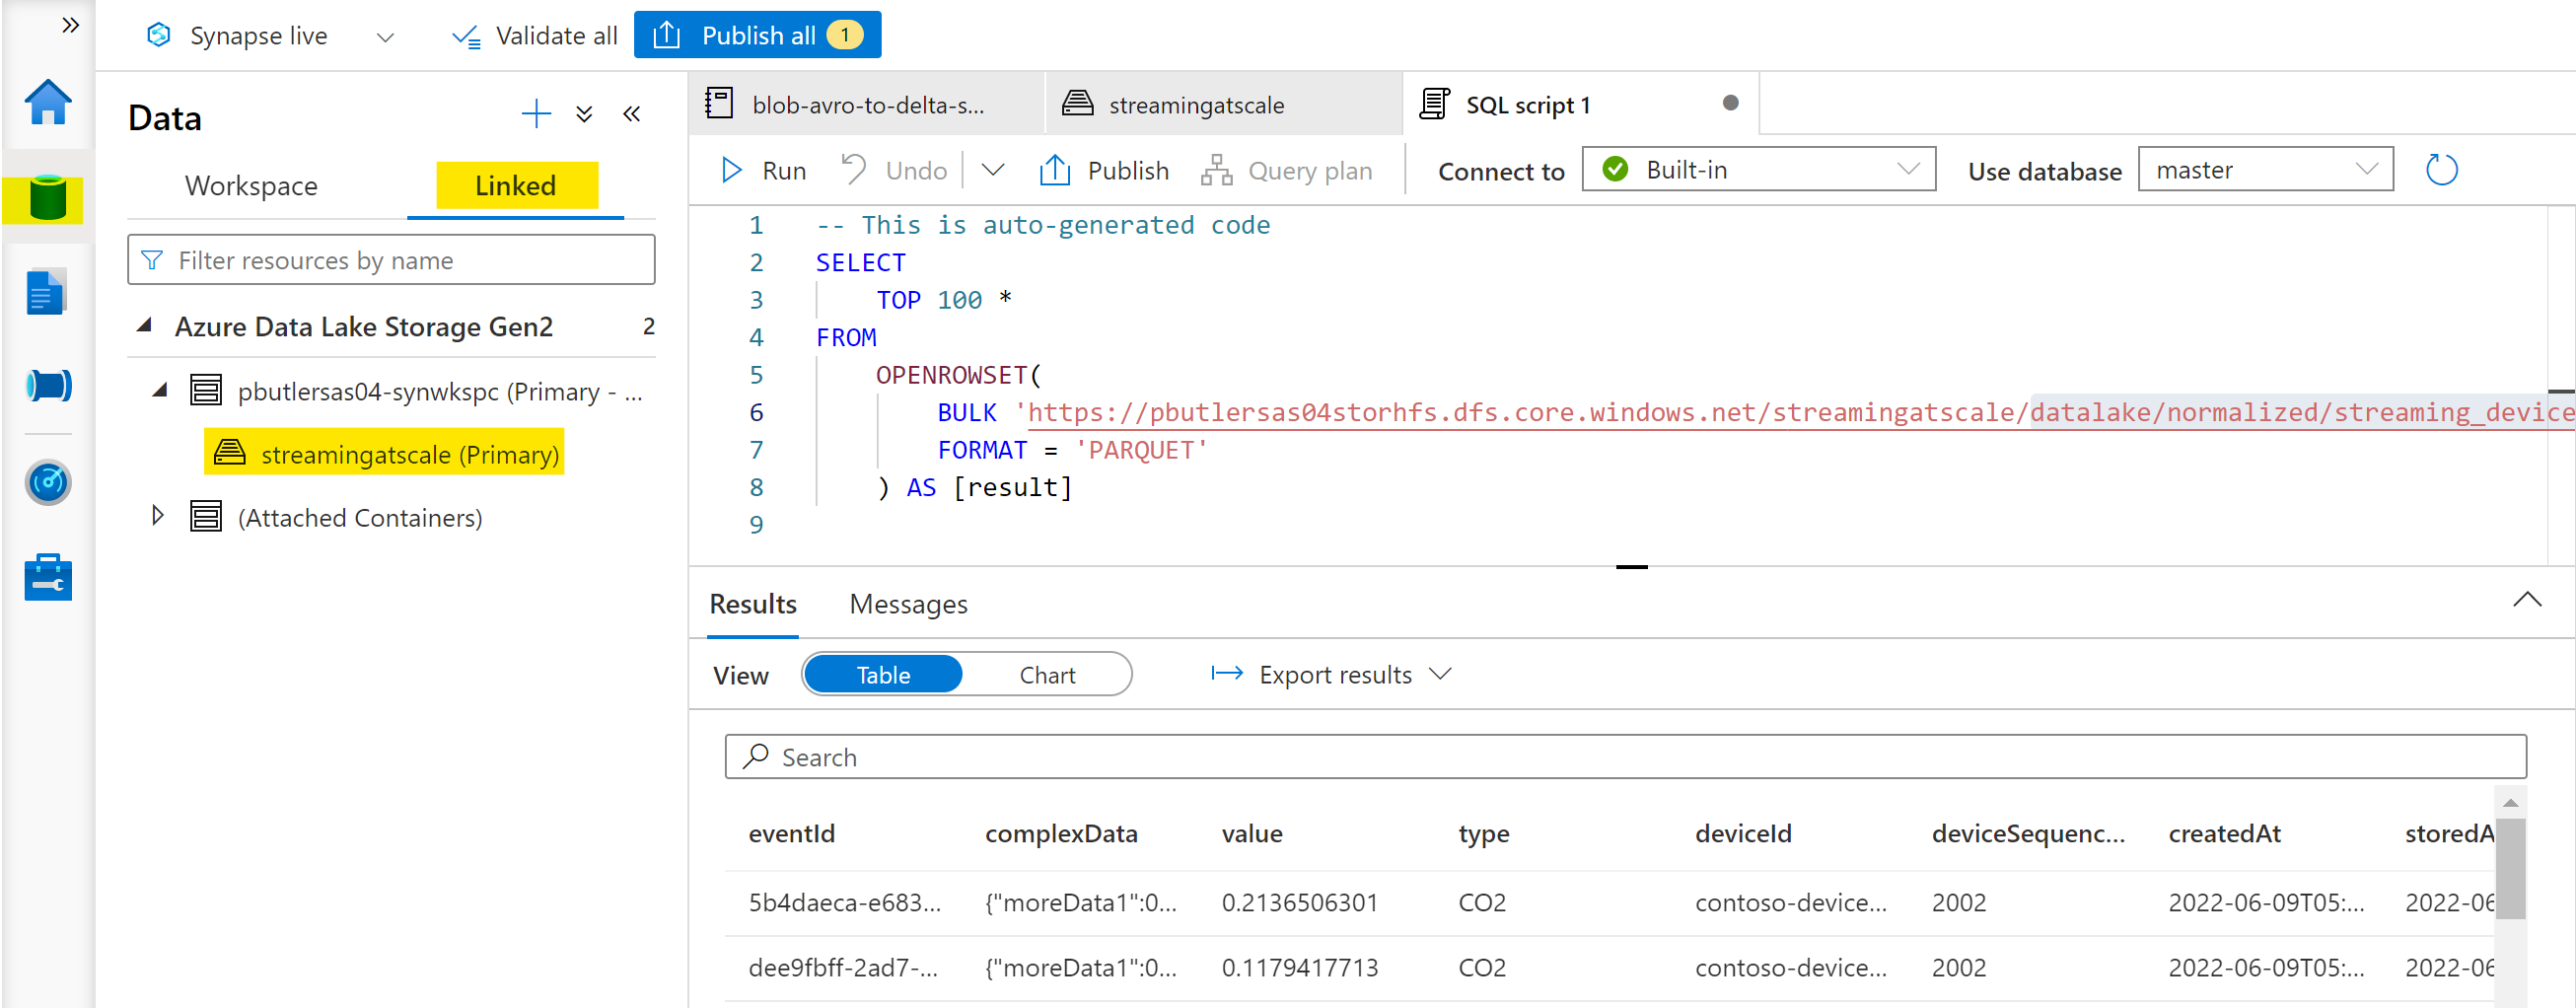 Synapse live
Validate all
Publish all 1
Data
Workspace
Linked
Filter resources by name
Azure Data Lake Storage Gen2 2
pbutlersas04-synwkspc (Primary - ...
streamingatscale (Primary)
(Attached Containers)
blob-avro-to-delta-s...
streamingatscale
SQL script 1
Run
Undo
Publish
Query plan
Connect to
Built-in
Use database
master
1 -- This is auto-generated code
2 SELECT
3 TOP 100 *
4 FROM
5 OPENROWSET(
6 BULK 'https://pbutlersas04storhfs.dfs.core.windows.net/streamingatscale/datalake/normalized/streaming_device
7 FORMAT = 'PARQUET'
8 ) AS [result]
9
Results
Messages
View
Table
Chart
Export results
Search
eventId complexData value type deviceId deviceSequenc... createdAt storedA
5b4daeca-e683... {"moreData1":0... 0.2136506301 CO2 contoso-device... 2002 2022-06-09T05:... 2022-06
dee9fbff-2ad7-... {"moreData1":0... 0.1179417713 CO2 contoso-device... 2002 2022-06-09T05:... 2022-06